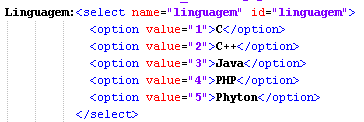 Linguagem:<select name="linguagem" id="linguagem">
<option value="1">C</option>
<option value="2">C++</option>
<option value="3">Java</option>
<option value="4">PHP</option>
<option value="5">Phyton</option>
</select>